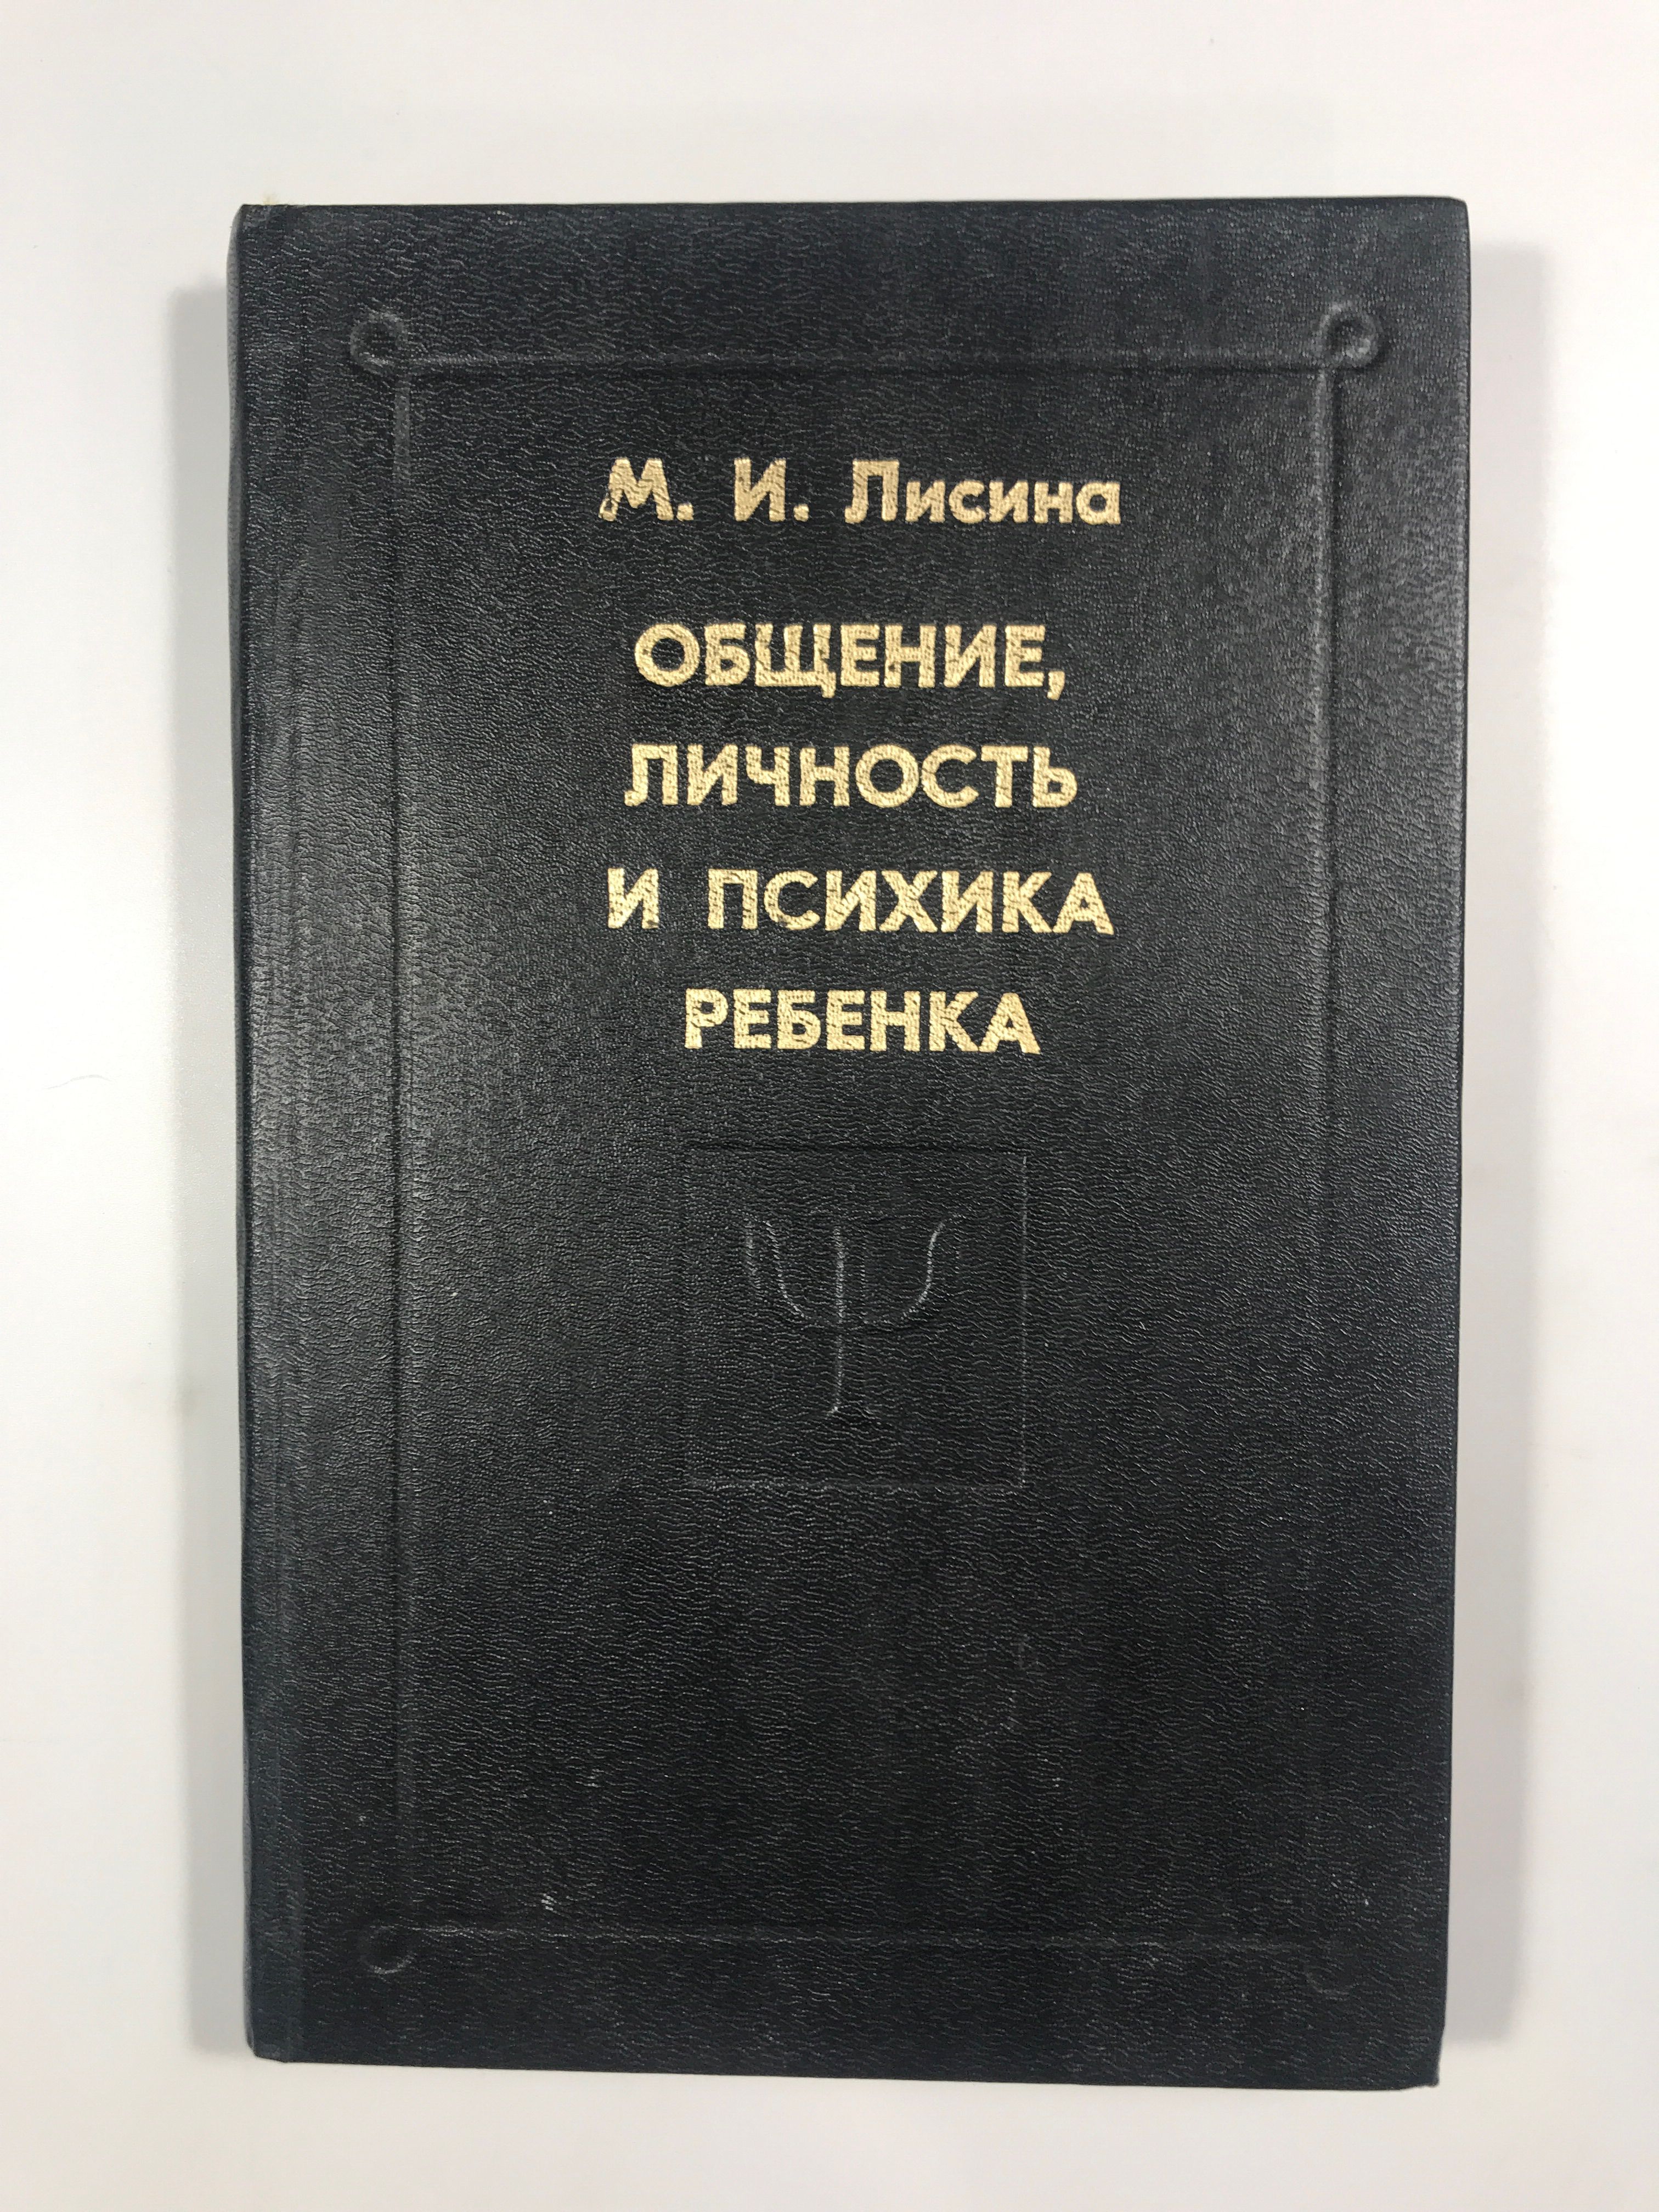 М. И. Лисина
ОБЩЕНИЕ,
ЛИЧНОСТЬ
И ПСИХИКА
РЕБЕНКА
Ψ